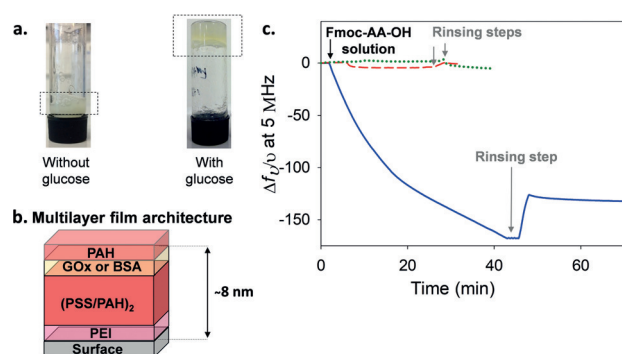 a.
Without
glucose
With
glucose
b. Multilayer film architecture
PAH
GOx or BSA
(PSS/PAH)₂
PEI
Surface
~8 nm
c.
Fmoc-AA-OH
solution
Rinsing steps
Rinsing step
Δfᵥ/υ at 5 MHz
0
-50
-100
-150
0
20
40
60
Time (min)